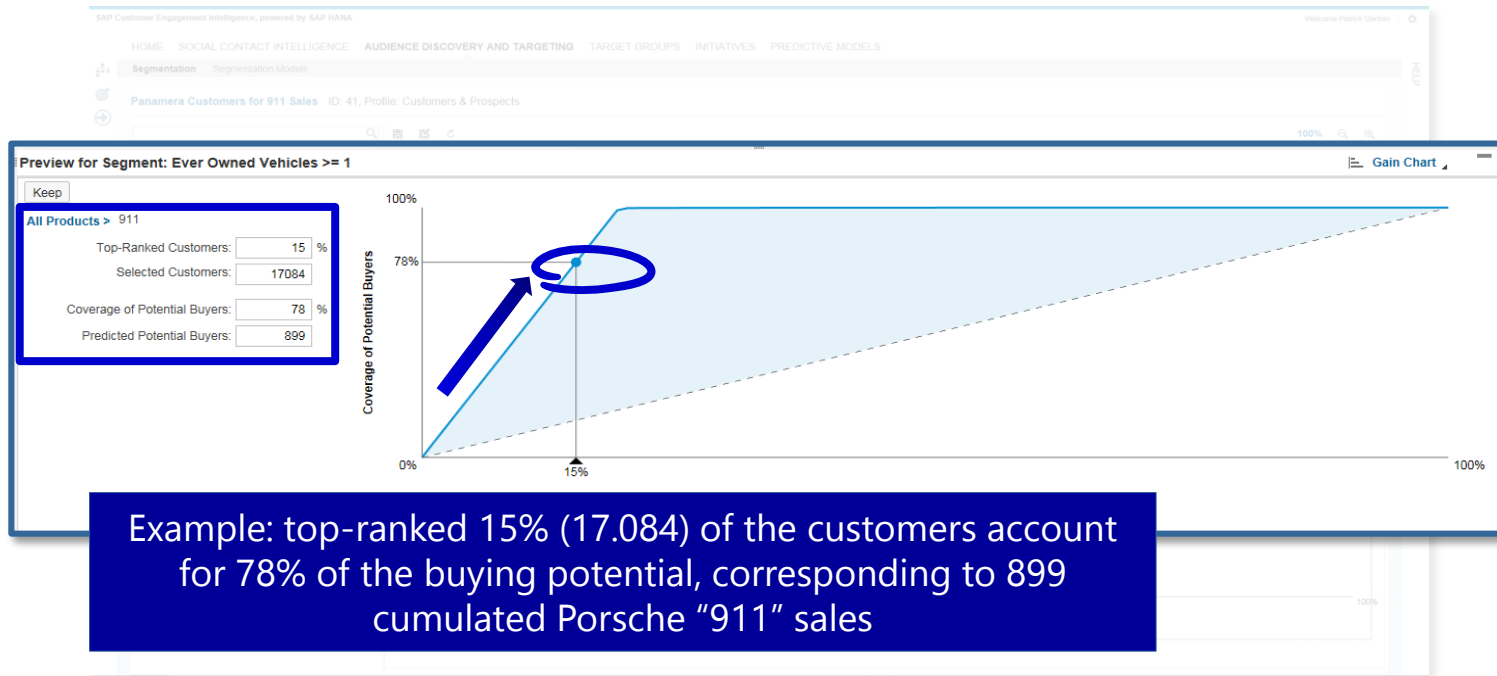 SAP Customer Engagement Intelligence, powered by SAP HANA
Welcome Patrick Gärtner
HOME SOCIAL CONTACT INTELLIGENCE AUDIENCE DISCOVERY AND TARGETING TARGET GROUPS INITIATIVES PREDICTIVE MODELS
HELP
Segmentation Segmentation Models
Panamera Customers for 911 Sales ID: 41, Profile: Customers & Prospects
100%
Preview for Segment: Ever Owned Vehicles >= 1
Gain Chart
Keep
All Products > 911
Top-Ranked Customers: 15 %
Selected Customers: 17084
Coverage of Potential Buyers: 78 %
Predicted Potential Buyers: 899
100%
78%
Coverage of Potential Buyers
0%
15%
100%
Example: top-ranked 15% (17.084) of the customers account
for 78% of the buying potential, corresponding to 899
cumulated Porsche “911” sales
100%